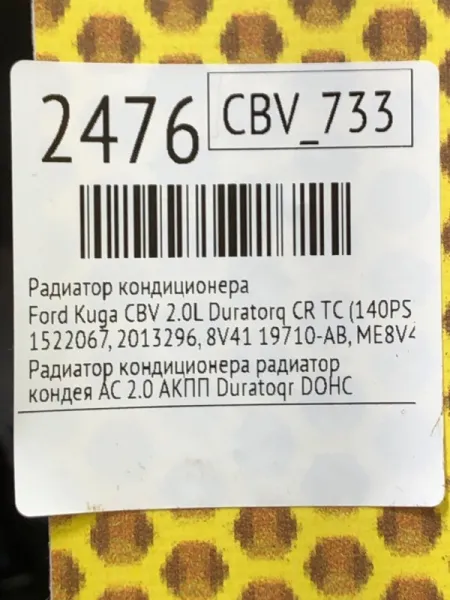 2476
CBV_733
Радиатор кондиционера
Ford Kuga CBV 2.0L Duratorq CR TC (140PS
1522067, 2013296, 8V41 19710-AB, ME8V4
Радиатор кондиционера радиатор
кондея AC 2.0 АКПП Duratoqr DOHC